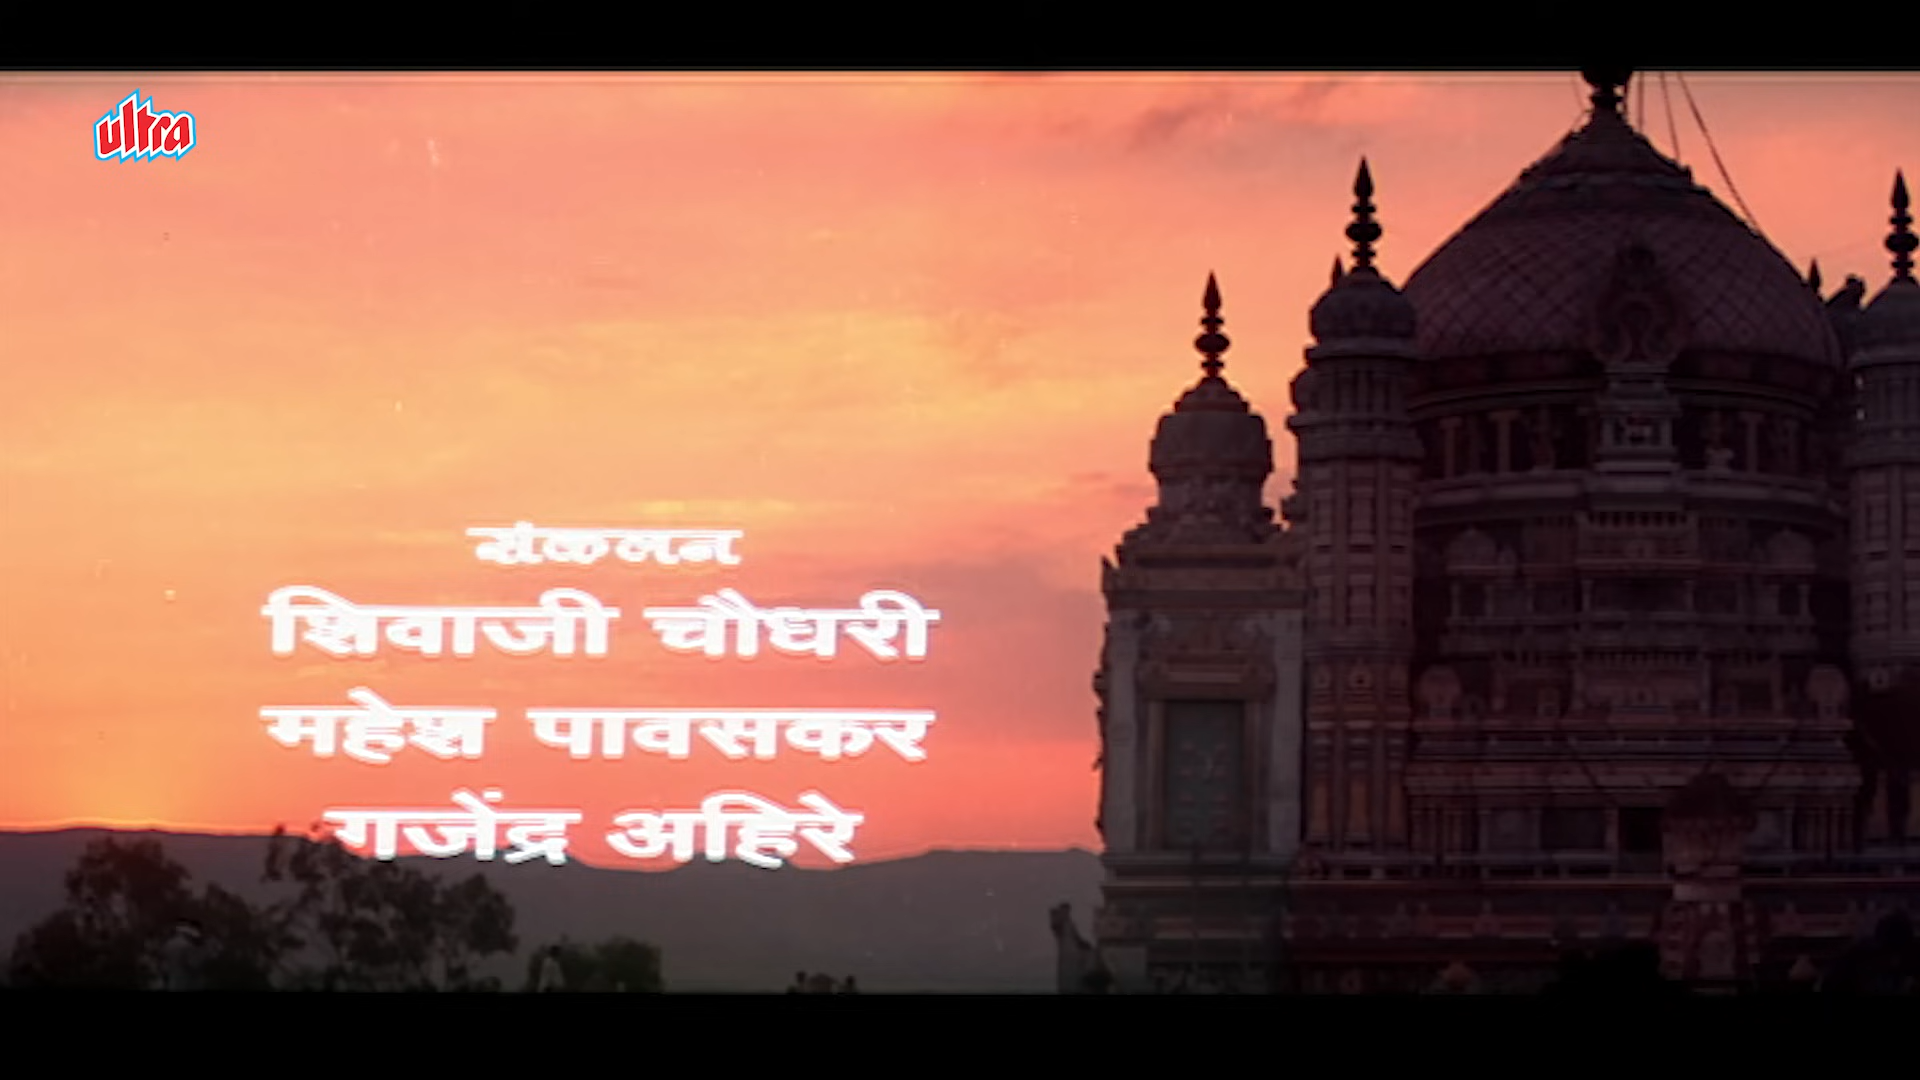 ultra
संकलन
शिवाजी चौधरी
महेश पावसकर
गजेंद्र अहिरे